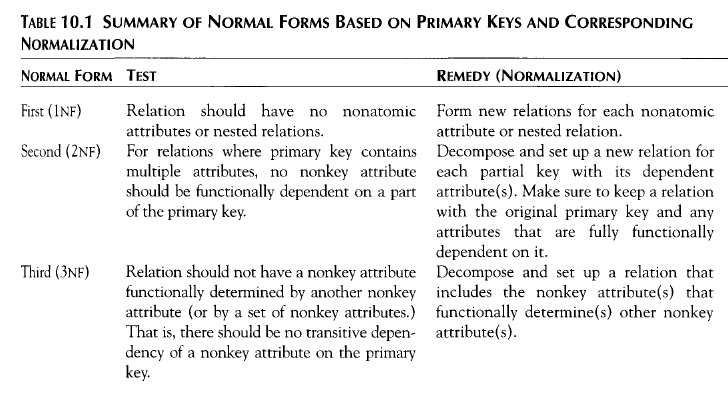 TABLE 10.1 SUMMARY OF NORMAL FORMS BASED ON PRIMARY KEYS AND CORRESPONDING
NORMALIZATION
NORMAL FORM TEST REMEDY (NORMALIZATION)
First (1NF) Relation should have no nonatomic Form new relations for each nonatomic
attributes or nested relations. attribute or nested relation.
Second (2NF) For relations where primary key contains Decompose and set up a new relation for
multiple attributes, no nonkey attribute each partial key with its dependent
should be functionally dependent on a part attribute(s). Make sure to keep a relation
of the primary key. with the original primary key and any
attributes that are fully functionally
dependent on it.
Third (3NF) Relation should not have a nonkey attribute Decompose and set up a relation that
functionally determined by another nonkey includes the nonkey attribute(s) that
attribute (or by a set of nonkey attributes.) functionally determine(s) other nonkey
That is, there should be no transitive depen- attribute(s).
dency of a nonkey attribute on the primary
key.